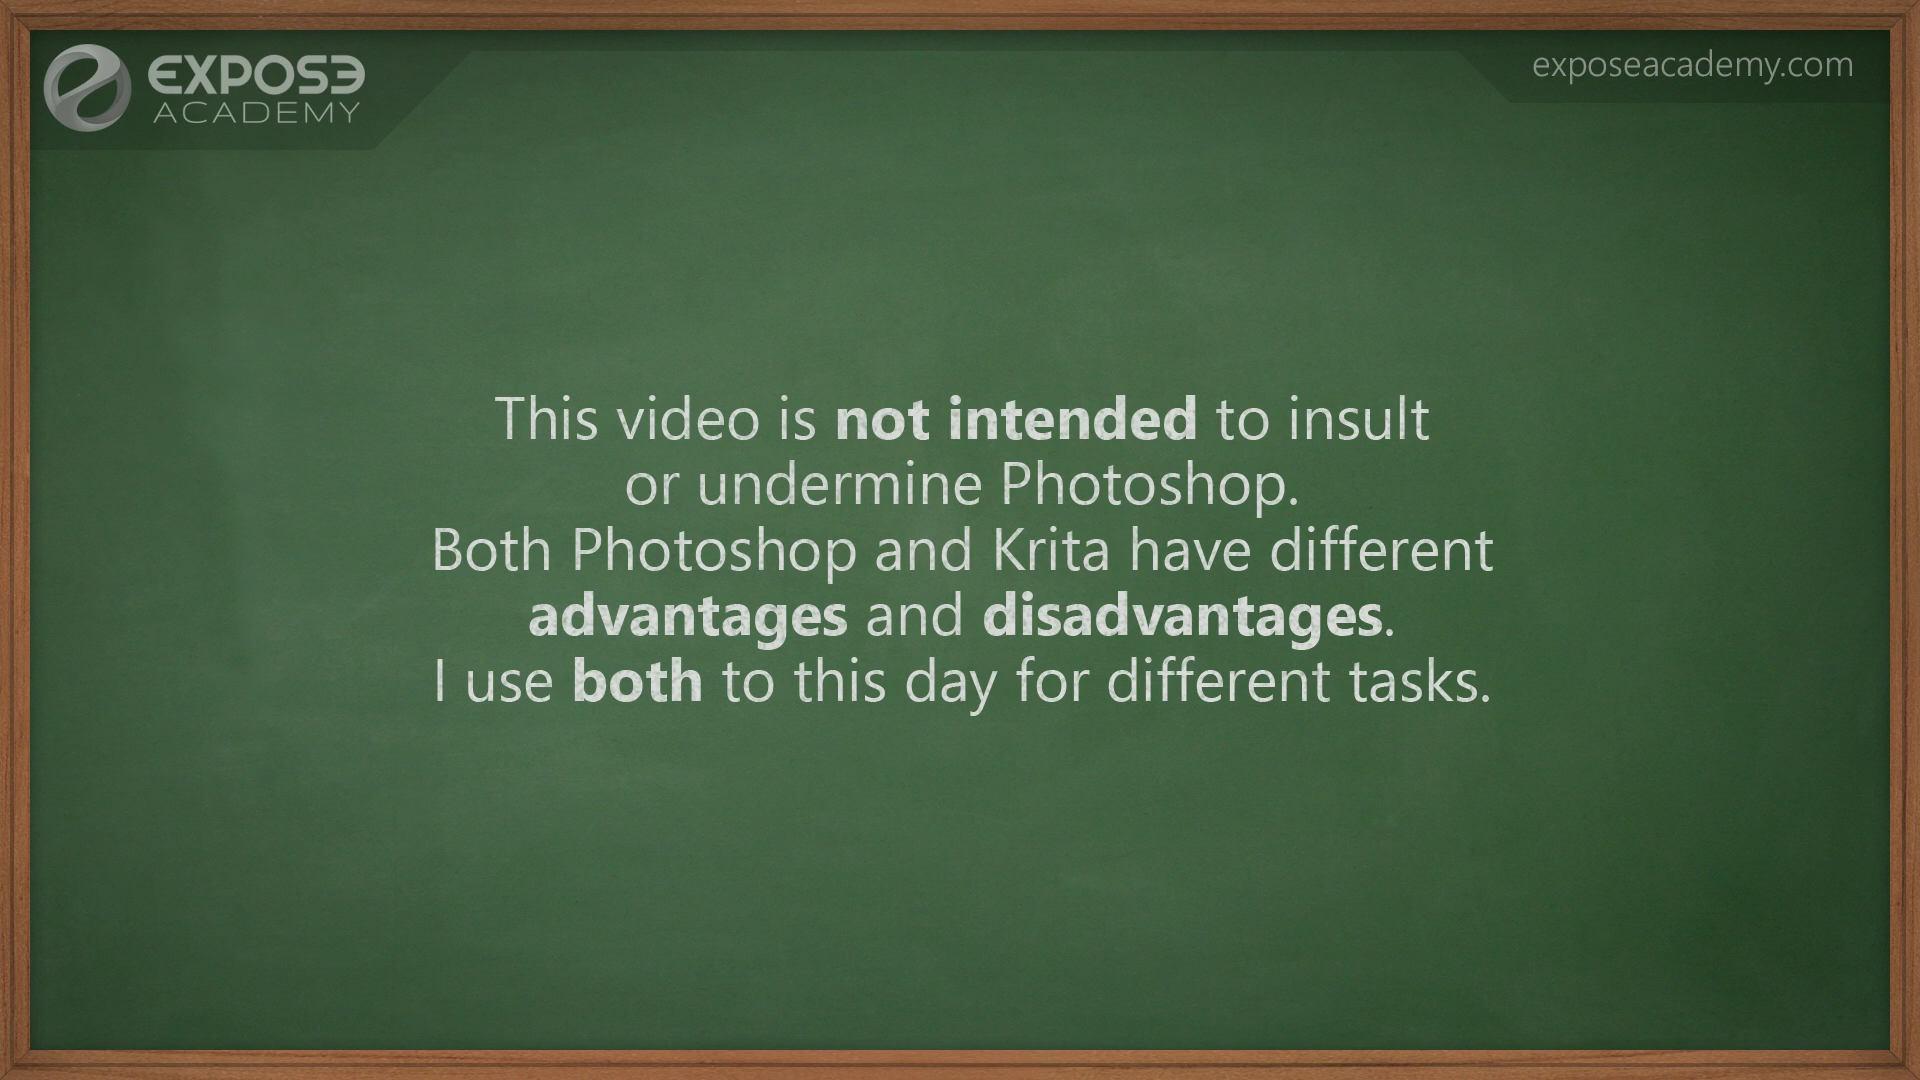 EXPOSE
ACADEMY
exposeacademy.com
This video is not intended to insult
or undermine Photoshop.
Both Photoshop and Krita have different
advantages and disadvantages.
I use both to this day for different tasks.